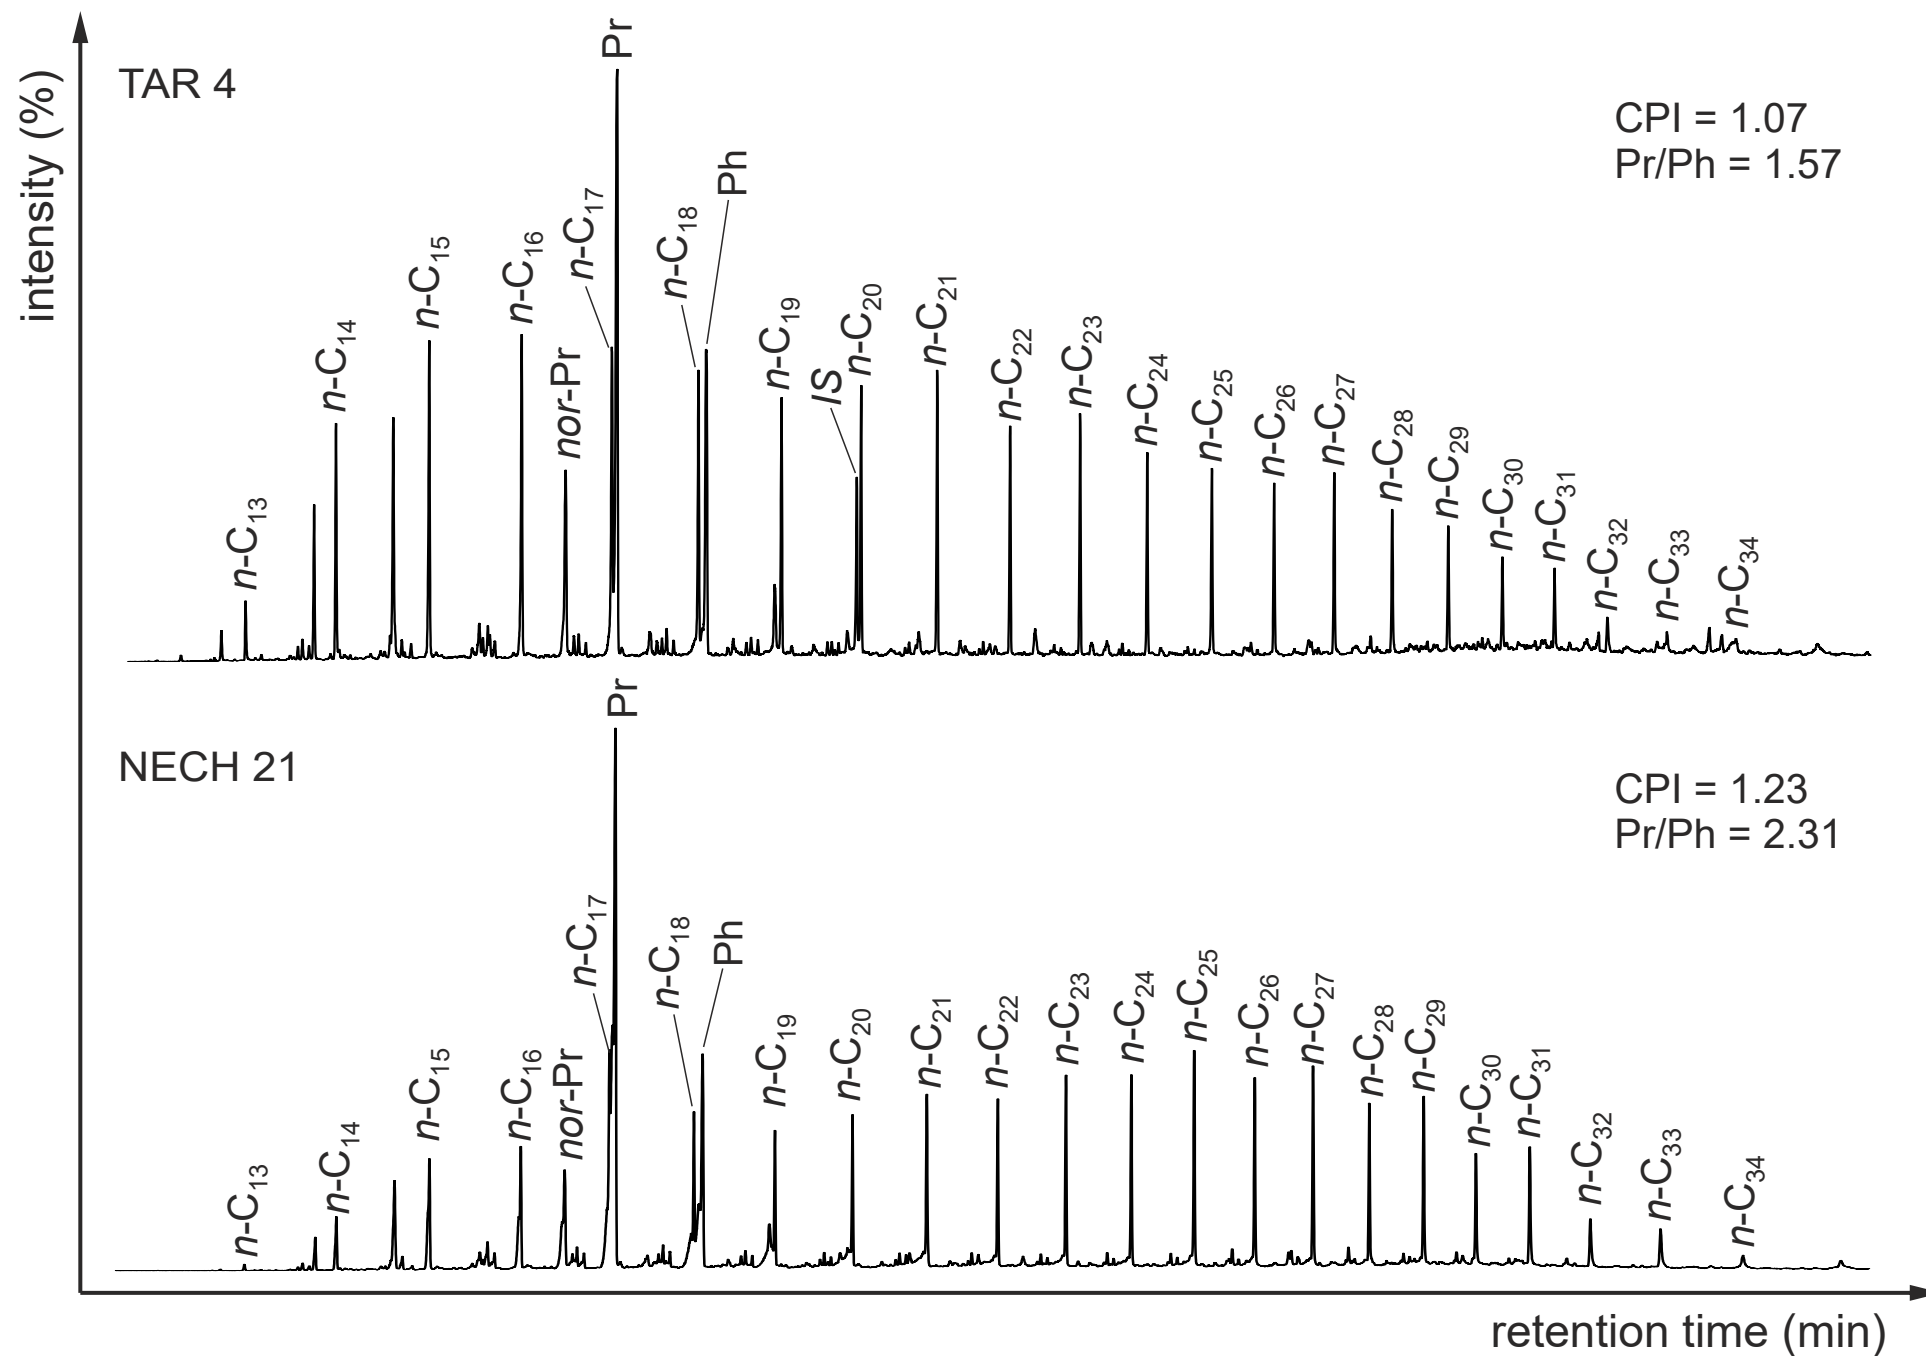 intensity (%)
TAR 4
CPI = 1.07
Pr/Ph = 1.57
n-C13
n-C14
n-C15
n-C16
nor-Pr
n-C17
Pr
n-C18
Ph
n-C19
IS
n-C20
n-C21
n-C22
n-C23
n-C24
n-C25
n-C26
n-C27
n-C28
n-C29
n-C30
n-C31
n-C32
n-C33
n-C34
NECH 21
CPI = 1.23
Pr/Ph = 2.31
n-C13
n-C14
n-C15
n-C16
nor-Pr
n-C17
Pr
n-C18
Ph
n-C19
n-C20
n-C21
n-C22
n-C23
n-C24
n-C25
n-C26
n-C27
n-C28
n-C29
n-C30
n-C31
n-C32
n-C33
n-C34
retention time (min)